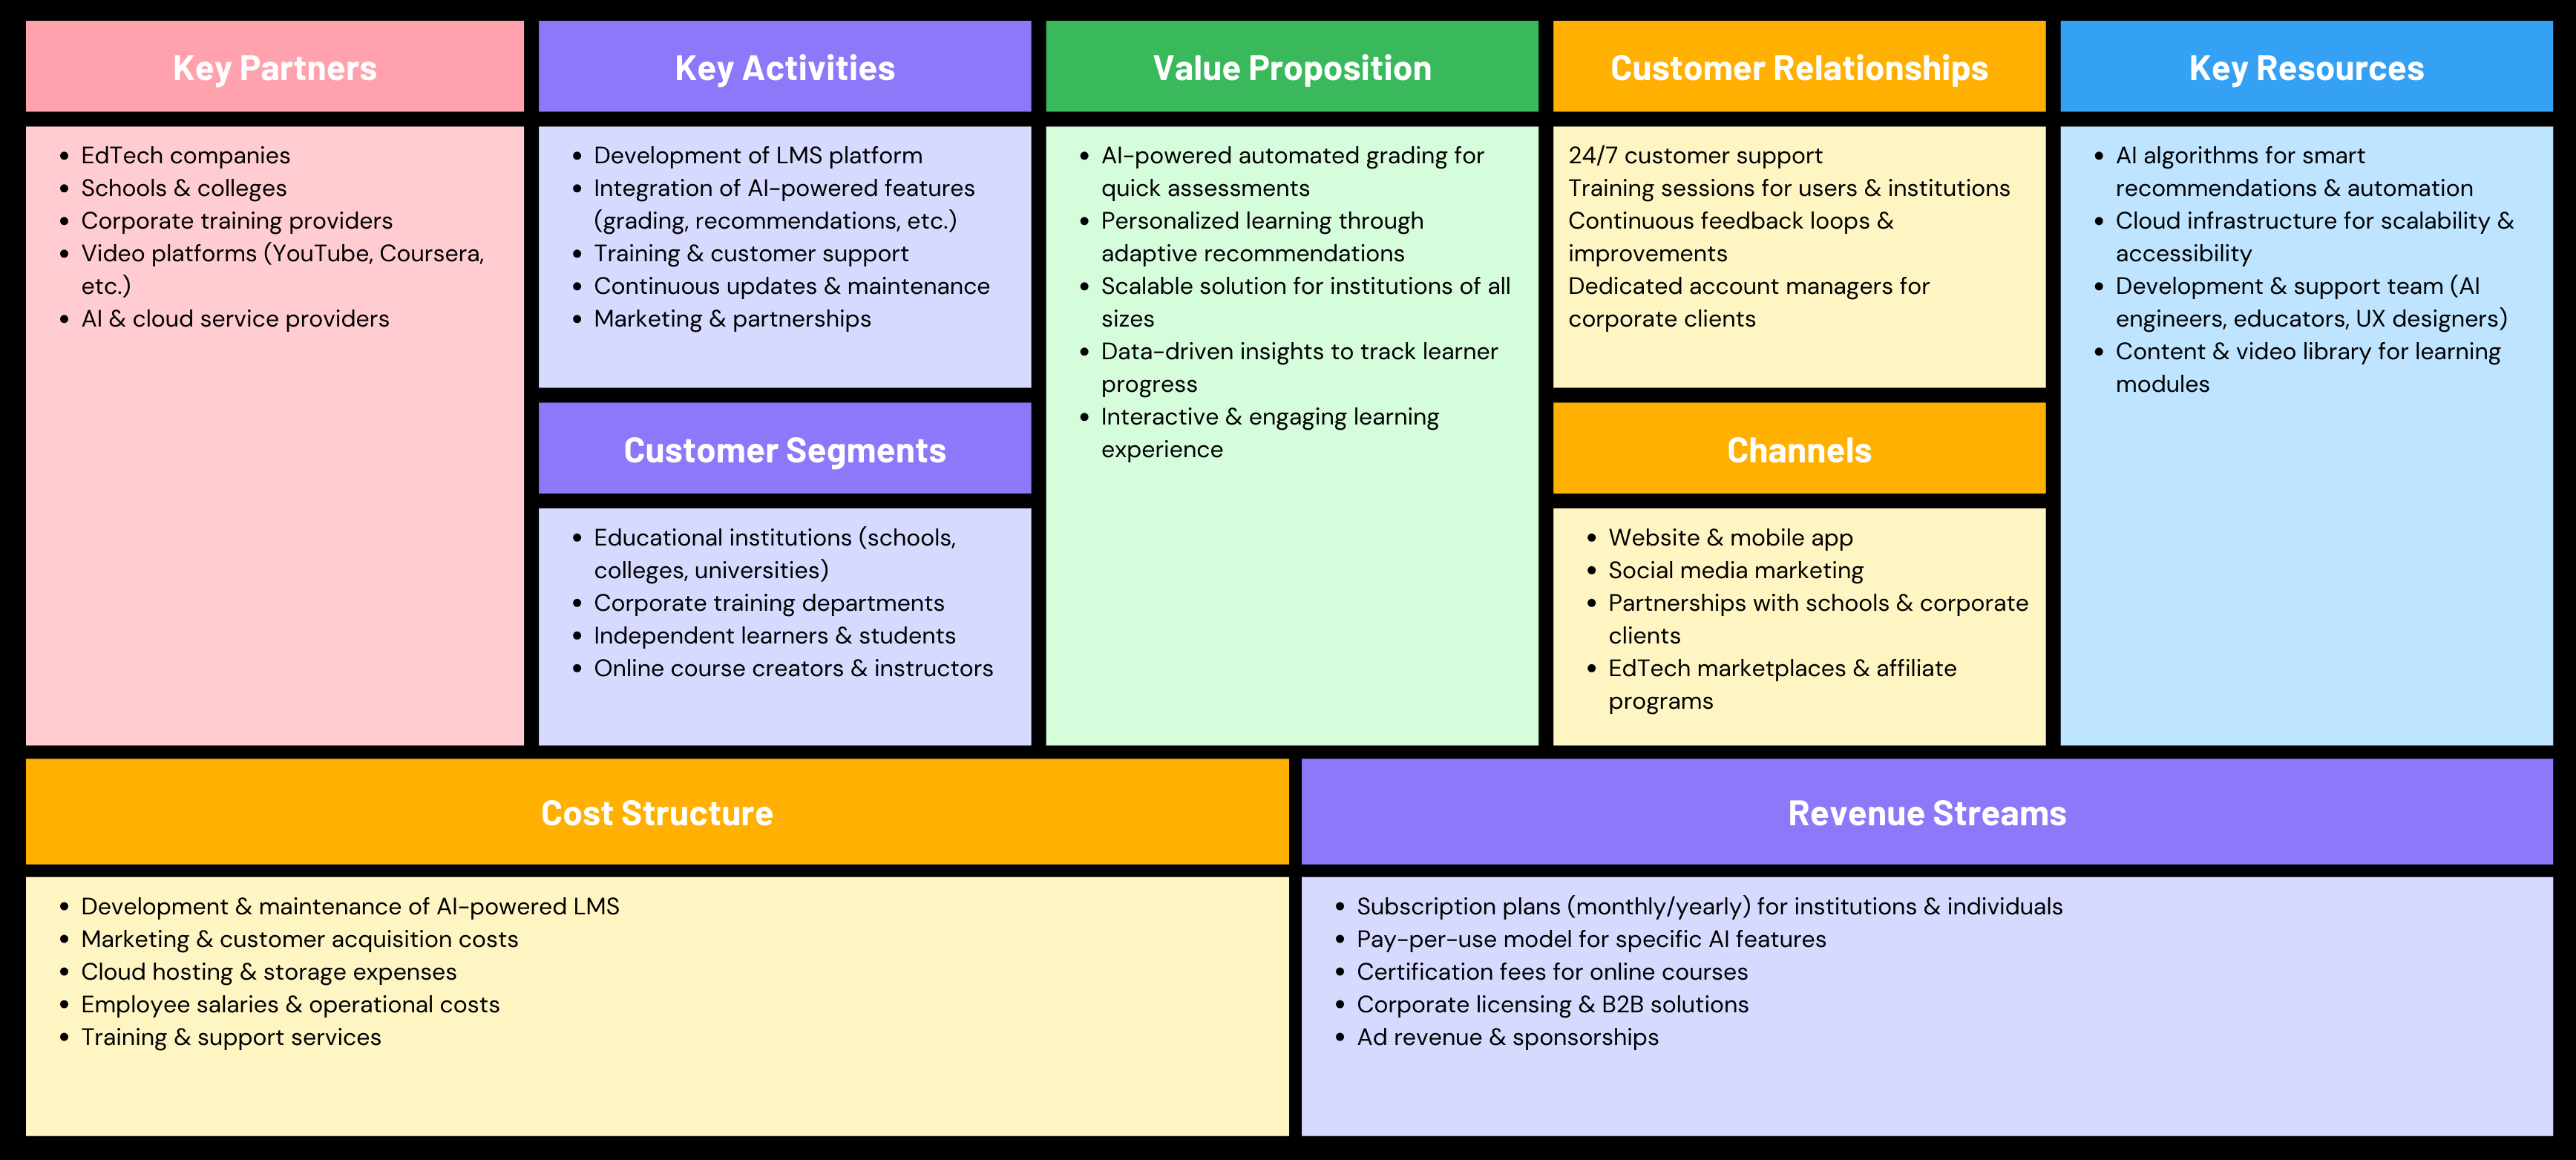 Key Partners
EdTech companies
Schools & colleges
Corporate training providers
Video platforms (YouTube, Coursera,
etc.)
AI & cloud service providers
Key Activities
Development of LMS platform
Integration of AI-powered features
(grading, recommendations, etc.)
Training & customer support
Continuous updates & maintenance
Marketing & partnerships
Customer Segments
Educational institutions (schools,
colleges, universities)
Corporate training departments
Independent learners & students
Online course creators & instructors
Value Proposition
AI-powered automated grading for
quick assessments
Personalized learning through
adaptive recommendations
Scalable solution for institutions of all
sizes
Data-driven insights to track learner
progress
Interactive & engaging learning
experience
Customer Relationships
24/7 customer support
Training sessions for users & institutions
Continuous feedback loops &
improvements
Dedicated account managers for
corporate clients
Channels
Website & mobile app
Social media marketing
Partnerships with schools & corporate
clients
EdTech marketplaces & affiliate
programs
Key Resources
AI algorithms for smart
recommendations & automation
Cloud infrastructure for scalability &
accessibility
Development & support team (AI
engineers, educators, UX designers)
Content & video library for learning
modules
Cost Structure
Development & maintenance of AI-powered LMS
Marketing & customer acquisition costs
Cloud hosting & storage expenses
Employee salaries & operational costs
Training & support services
Revenue Streams
Subscription plans (monthly/yearly) for institutions & individuals
Pay-per-use model for specific AI features
Certification fees for online courses
Corporate licensing & B2B solutions
Ad revenue & sponsorships